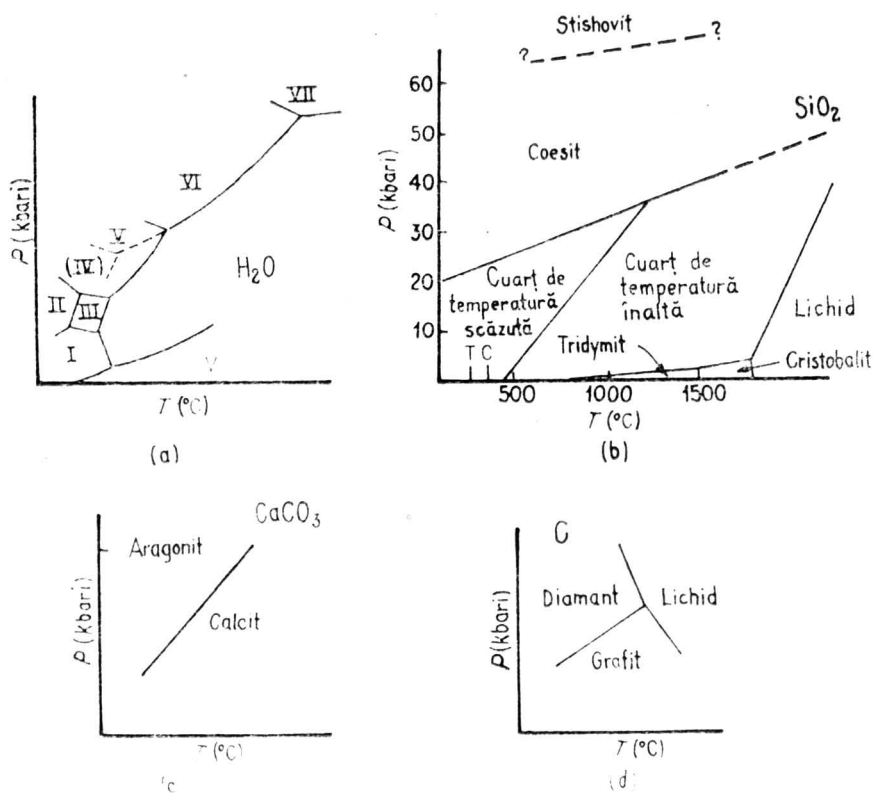 VII
VI
V
(IV)
II
III
I
H₂O
V
P (kbari)
T (°C)
(a)
Stishovit
?
?
SiO₂
Coesit
60
50
40
30
20
10
P (kbari)
Cuarț de
temperatură
scăzută
Cuarț de
temperatură
înaltă
Lichid
T C
Tridymit
Cristobalit
500 1000 1500
T (°C)
(b)
CaCO₃
Aragonit
Calcit
P (kbari)
T (°C)
(c
C
Diamant
Lichid
Grafit
P (kbari)
T (°C)
(d)